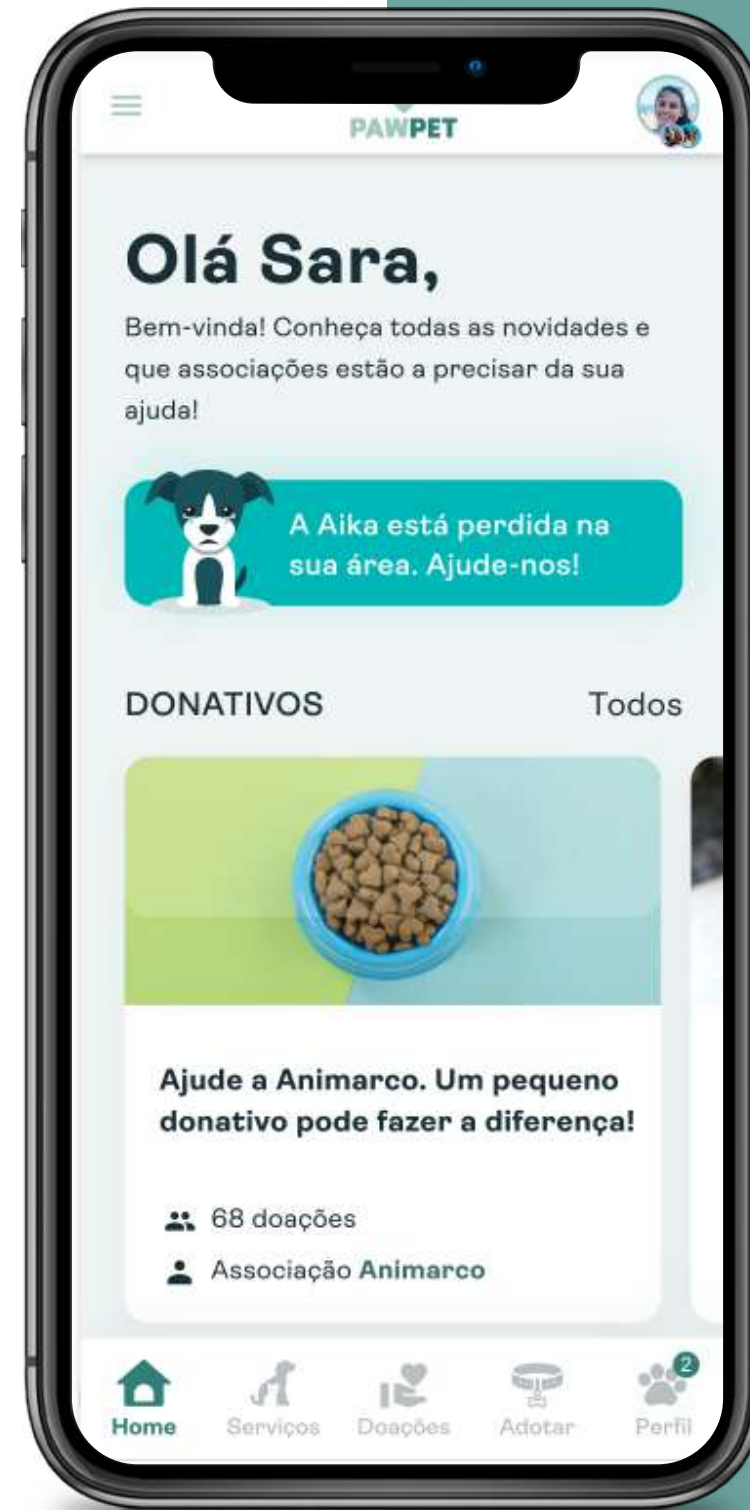 PAWPET
Olá Sara,
Bem-vinda! Conheça todas as novidades e
que associações estão a precisar da sua
ajuda!
A Aika está perdida na
sua área. Ajude-nos!
DONATIVOS
Todos
Ajude a Animarco. Um pequeno
donativo pode fazer a diferença!
68 doações
Associação Animarco
2
Home
Serviços
Doações
Adotar
Perfil